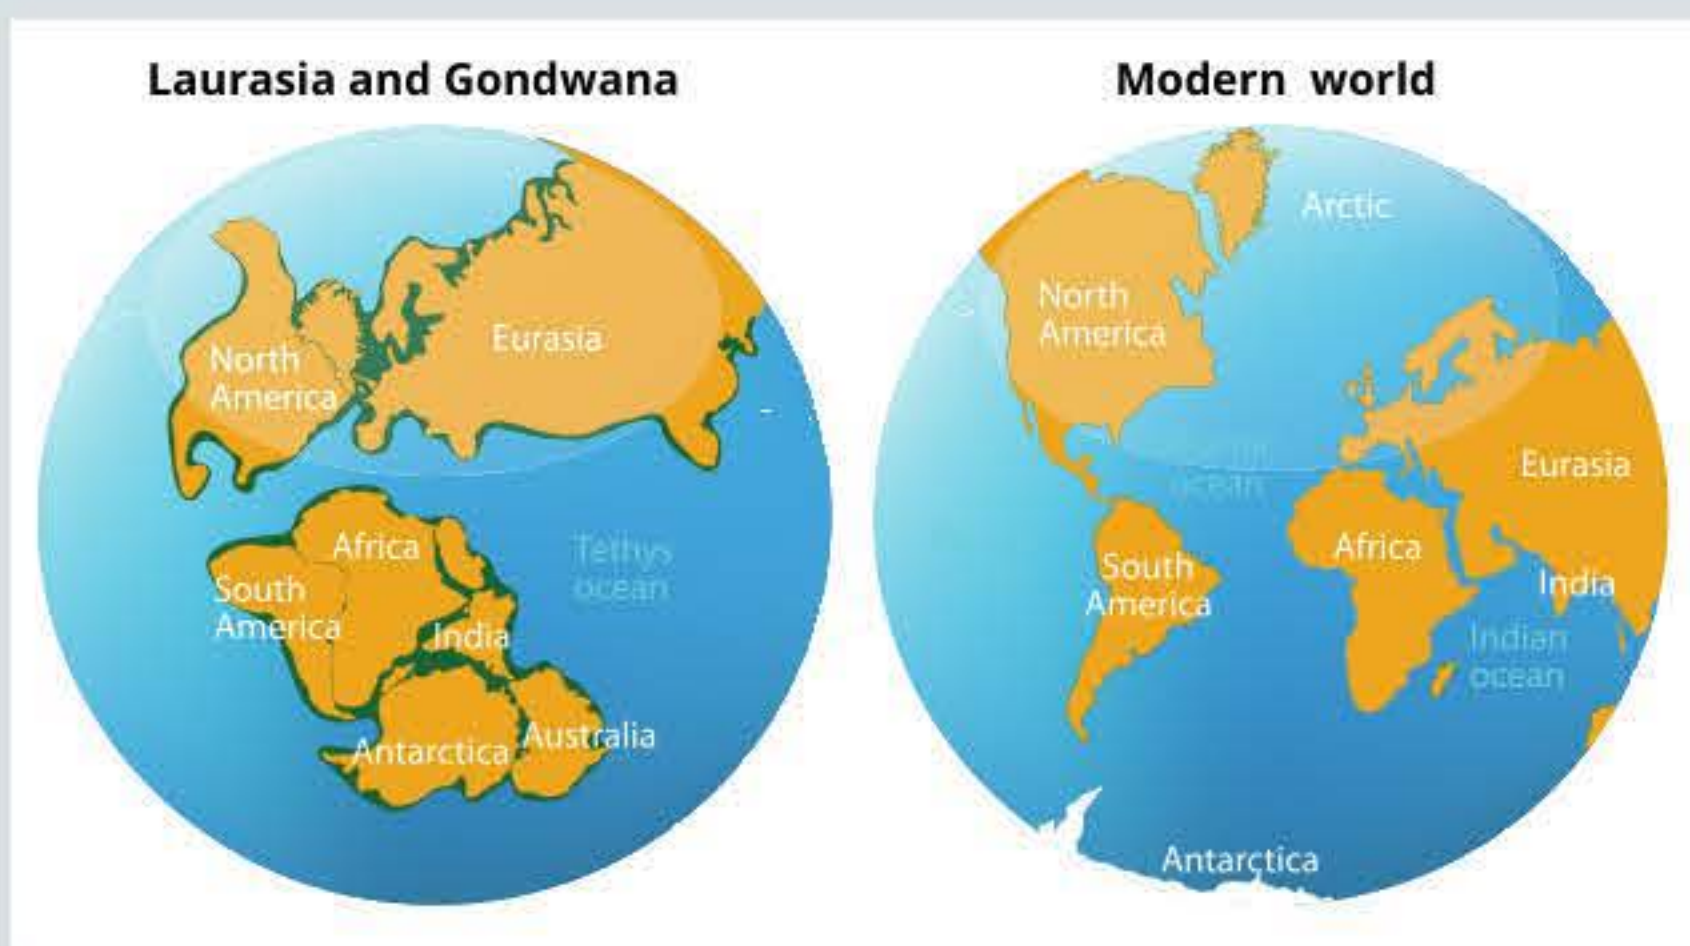 Laurasia and Gondwana
Modern world
North
America
Eurasia
Africa
South
America
India
Tethys
ocean
Antarctica
Australia
Arctic
North
America
ocean
Eurasia
Africa
South
America
India
Indian
ocean
Antarctica